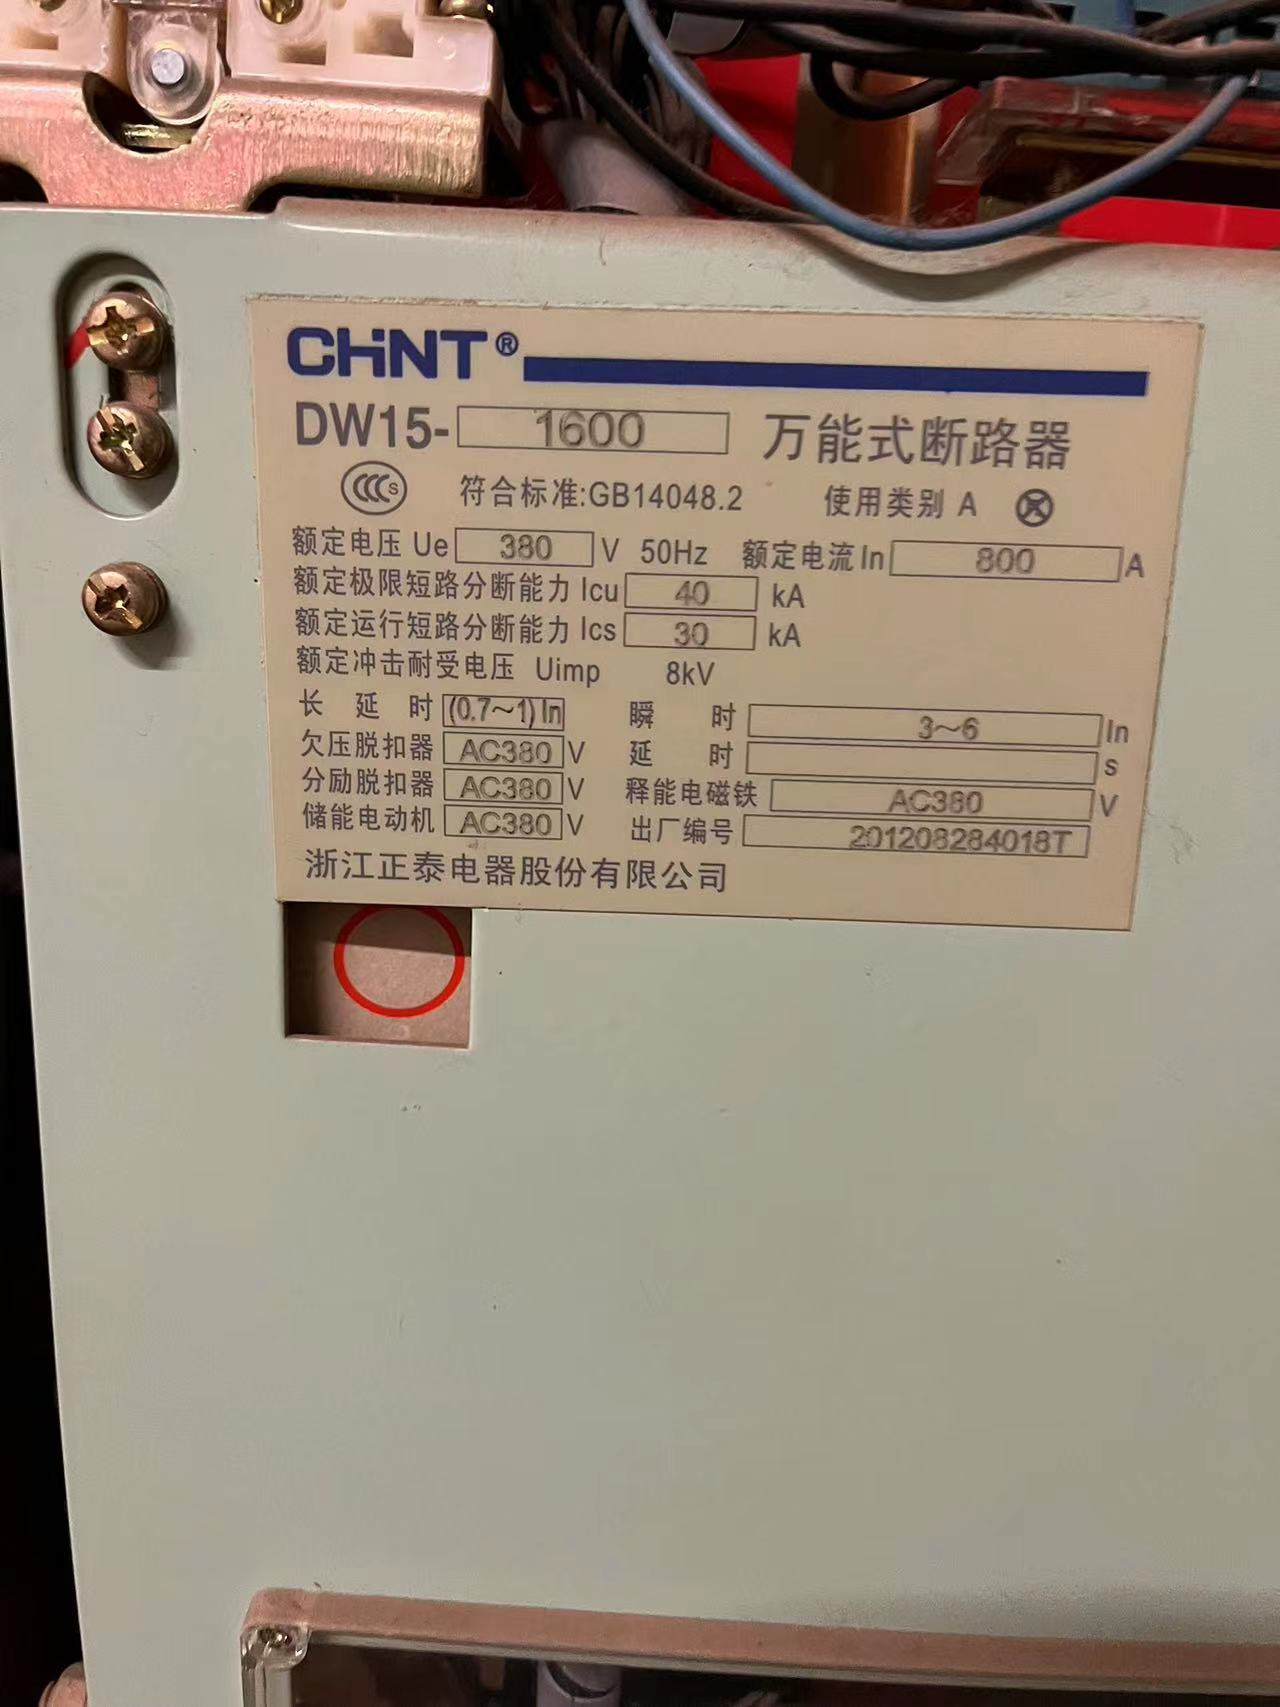 CHNT®
DW15- 1600 万能式断路器
CCC S 符合标准:GB14048.2 使用类别 A
额定电压 Ue 380 V 50Hz 额定电流 In 800 A
额定极限短路分断能力 Icu 40 kA
额定运行短路分断能力 Ics 30 kA
额定冲击耐受电压 Uimp 8kV
长 延 时 (0.7～1)In 瞬 时 3～6 In
欠压脱扣器 AC380 V 延 时 s
分励脱扣器 AC380 V 释能电磁铁 AC380 V
储能电动机 AC380 V 出厂编号 201208284018T
浙江正泰电器股份有限公司